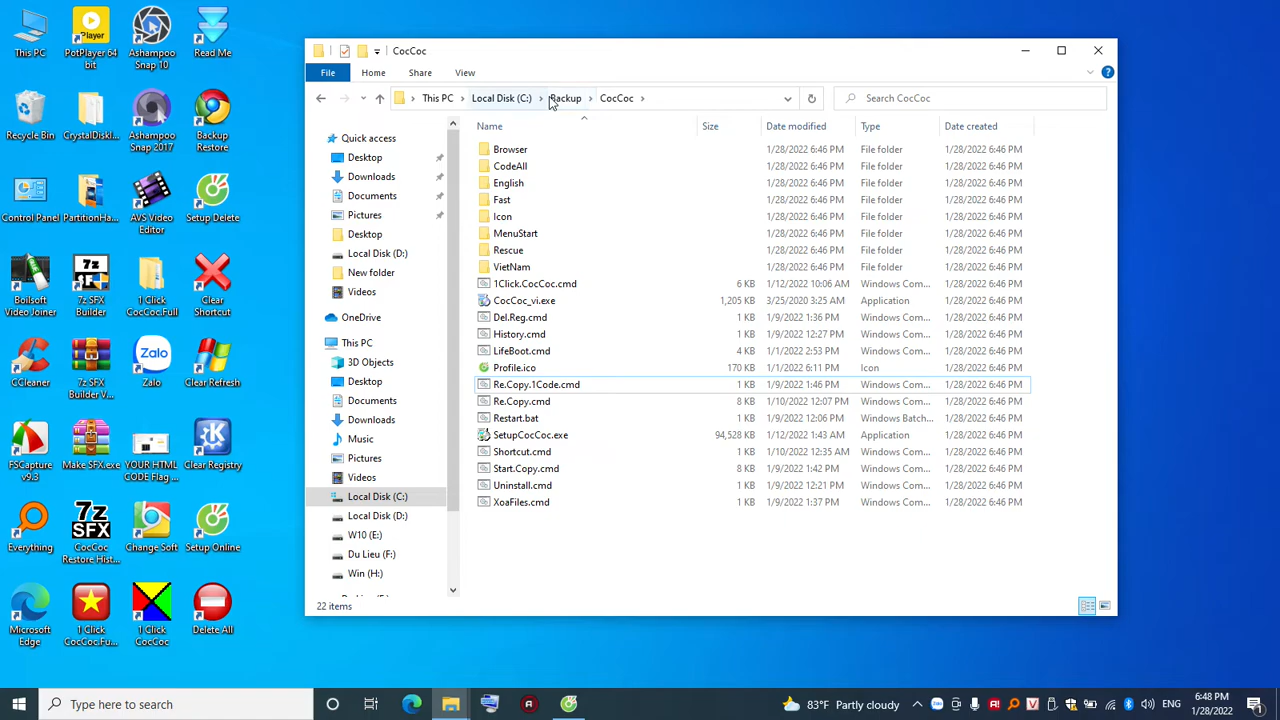 This PC
PotPlayer 64 bit
Ashampoo Snap 10
Read Me
Recycle Bin
CrystalDiskI...
Ashampoo Snap 2017
Backup Restore
Control Panel
PartitionHa...
AVS Video Editor
Setup Delete
Boilsoft Video Joiner
7z SFX Builder
1 Click CocCoc.Full
Clear Shortcut
CCleaner
7z SFX Builder V...
Zalo
Clear Refresh
FSCapture v9.3
Make SFX.exe
YOUR HTML CODE Flag ...
Clear Registry
Everything
CocCoc Restore Hist...
Change Soft
Setup Online
Microsoft Edge
1 Click CocCoc.Fu...
1 Click CocCoc
Delete All
CocCoc
File Home Share View
This PC Local Disk (C:) Backup CocCoc
Search CocCoc
Quick access
Desktop
Downloads
Documents
Pictures
Desktop
Local Disk (D:)
New folder
Videos
OneDrive
This PC
3D Objects
Desktop
Documents
Downloads
Music
Pictures
Videos
Local Disk (C:)
Local Disk (D:)
W10 (E:)
Du Lieu (F:)
Win (H:)
Name Size Date modified Type Date created
Browser 1/28/2022 6:46 PM File folder 1/28/2022 6:46 PM
CodeAll 1/28/2022 6:46 PM File folder 1/28/2022 6:46 PM
English 1/28/2022 6:46 PM File folder 1/28/2022 6:46 PM
Fast 1/28/2022 6:46 PM File folder 1/28/2022 6:46 PM
Icon 1/28/2022 6:46 PM File folder 1/28/2022 6:46 PM
MenuStart 1/28/2022 6:46 PM File folder 1/28/2022 6:46 PM
Rescue 1/28/2022 6:46 PM File folder 1/28/2022 6:46 PM
VietNam 1/28/2022 6:46 PM File folder 1/28/2022 6:46 PM
1Click.CocCoc.cmd 6 KB 1/12/2022 10:06 AM Windows Com... 1/28/2022 6:46 PM
CocCoc_vi.exe 1,205 KB 3/25/2020 3:25 AM Application 1/28/2022 6:46 PM
Del.Reg.cmd 1 KB 1/9/2022 1:36 PM Windows Com... 1/28/2022 6:46 PM
History.cmd 1 KB 1/9/2022 12:27 PM Windows Com... 1/28/2022 6:46 PM
LifeBoot.cmd 4 KB 1/1/2022 2:53 PM Windows Com... 1/28/2022 6:46 PM
Profile.ico 170 KB 1/1/2022 6:11 PM Icon 1/28/2022 6:46 PM
Re.Copy.1Code.cmd 1 KB 1/9/2022 1:46 PM Windows Com... 1/28/2022 6:46 PM
Re.Copy.cmd 8 KB 1/10/2022 12:07 PM Windows Com... 1/28/2022 6:46 PM
Restart.bat 1 KB 1/9/2022 12:06 PM Windows Batch... 1/28/2022 6:46 PM
SetupCocCoc.exe 94,528 KB 1/12/2022 1:43 AM Application 1/28/2022 6:46 PM
Shortcut.cmd 1 KB 1/10/2022 12:35 AM Windows Com... 1/28/2022 6:46 PM
Start.Copy.cmd 8 KB 1/9/2022 1:42 PM Windows Com... 1/28/2022 6:46 PM
Uninstall.cmd 1 KB 1/9/2022 12:21 PM Windows Com... 1/28/2022 6:46 PM
XoaFiles.cmd 1 KB 1/9/2022 1:37 PM Windows Com... 1/28/2022 6:46 PM
22 items
Type here to search
83°F Partly cloudy
ENG
6:48 PM
1/28/2022